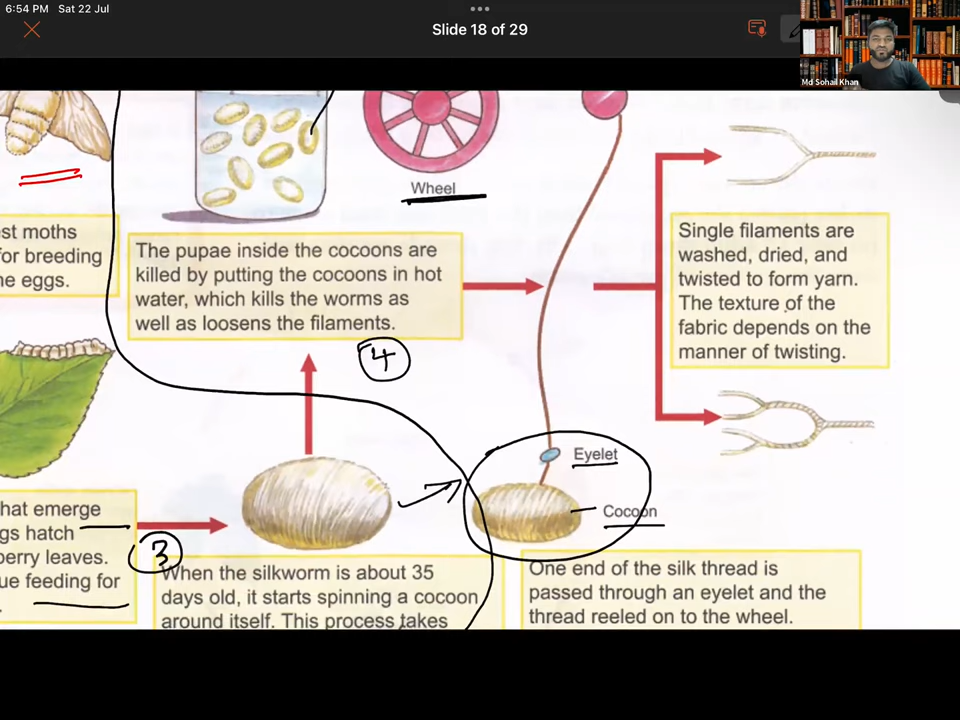 6:54 PM Sat 22 Jul
Slide 18 of 29
Md Sohail Khan
Wheel
est moths
for breeding
ne eggs.
The pupae inside the cocoons are
killed by putting the cocoons in hot
water, which kills the worms as
well as loosens the filaments.
4
Single filaments are
washed, dried, and
twisted to form yarn.
The texture of the
fabric depends on the
manner of twisting.
Eyelet
Cocoon
hat emerge
gs hatch
berry leaves.
ue feeding for
3
When the silkworm is about 35
days old, it starts spinning a cocoon
around itself. This process takes
One end of the silk thread is
passed through an eyelet and the
thread reeled on to the wheel.